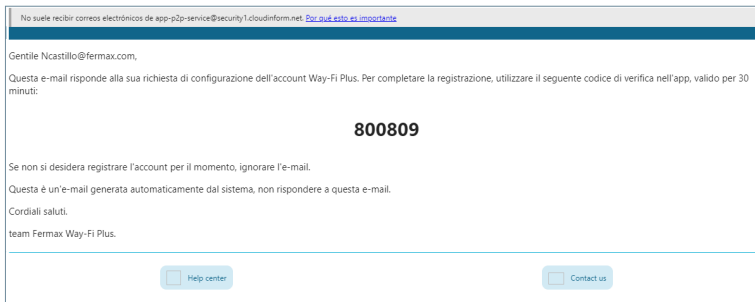 No suele recibir correos electrónicos de app-p2p-service@security1.cloudinform.net. Por qué esto es importante
Gentile Ncastillo@fermax.com,
Questa e-mail risponde alla sua richiesta di configurazione dell'account Way-Fi Plus. Per completare la registrazione, utilizzare il seguente codice di verifica nell'app, valido per 30
minuti:
800809
Se non si desidera registrare l'account per il momento, ignorare l'e-mail.
Questa è un'e-mail generata automaticamente dal sistema, non rispondere a questa e-mail.
Cordiali saluti.
team Fermax Way-Fi Plus.
Help center
Contact us